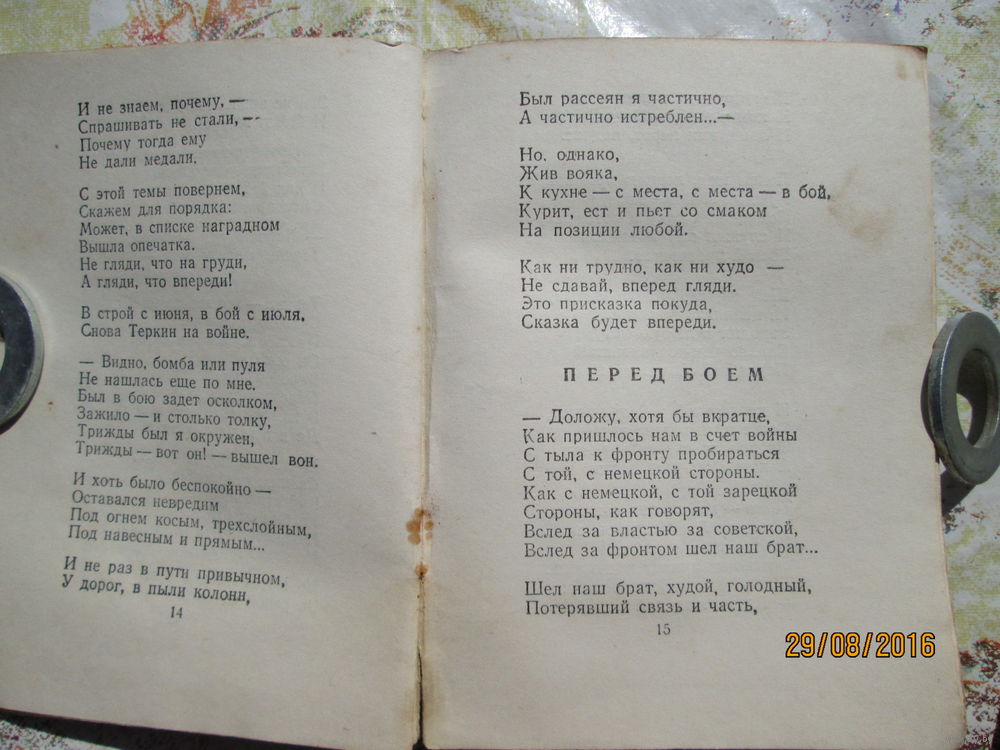 И не знаем, почему, —
Спрашивать не стали, —
Почему тогда ему
Не дали медали.
С этой темы повернем,
Скажем для порядка:
Может, в списке наградном
Вышла опечатка.
Не гляди, что на груди,
А гляди, что впереди!
В строй с июня, в бой с июля,
Снова Теркин на войне.
— Видно, бомба или пуля
Не нашлась еще по мне.
Был в бою задет осколком,
Зажило — и столько толку,
Трижды был я окружен,
Трижды — вот он! — вышел вон.
И хоть было беспокойно —
Оставался невредим
Под огнем косым, трехслойным,
Под навесным и прямым...
И не раз в пути привычном,
У дорог, в пыли колонн,
14
Был рассеян я частично,
А частично истреблен...—
Но, однако,
Жив вояка,
К кухне — с места, с места — в бой,
Курит, ест и пьет со смаком
На позиции любой.
Как ни трудно, как ни худо —
Не сдавай, вперед гляди.
Это присказка покуда,
Сказка будет впереди.
ПЕРЕД БОЕМ
— Доложу, хотя бы вкратце,
Как пришлось нам в счет войны
С тыла к фронту пробираться
С той, с немецкой стороны.
Как с немецкой, с той зарецкой
Стороны, как говорят,
Вслед за властью за советской,
Вслед за фронтом шел наш брат...
Шел наш брат, худой, голодный,
Потерявший связь и часть,
15
29/08/2016